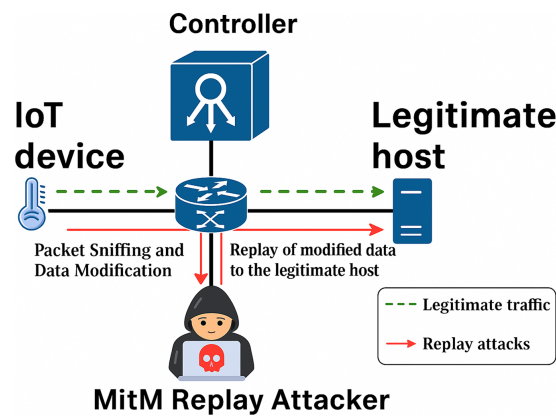 Controller
IoT
device
Legitimate
host
Packet Sniffing and
Data Modification
Replay of modified data
to the legitimate host
Legitimate traffic
Replay attacks
MitM Replay Attacker